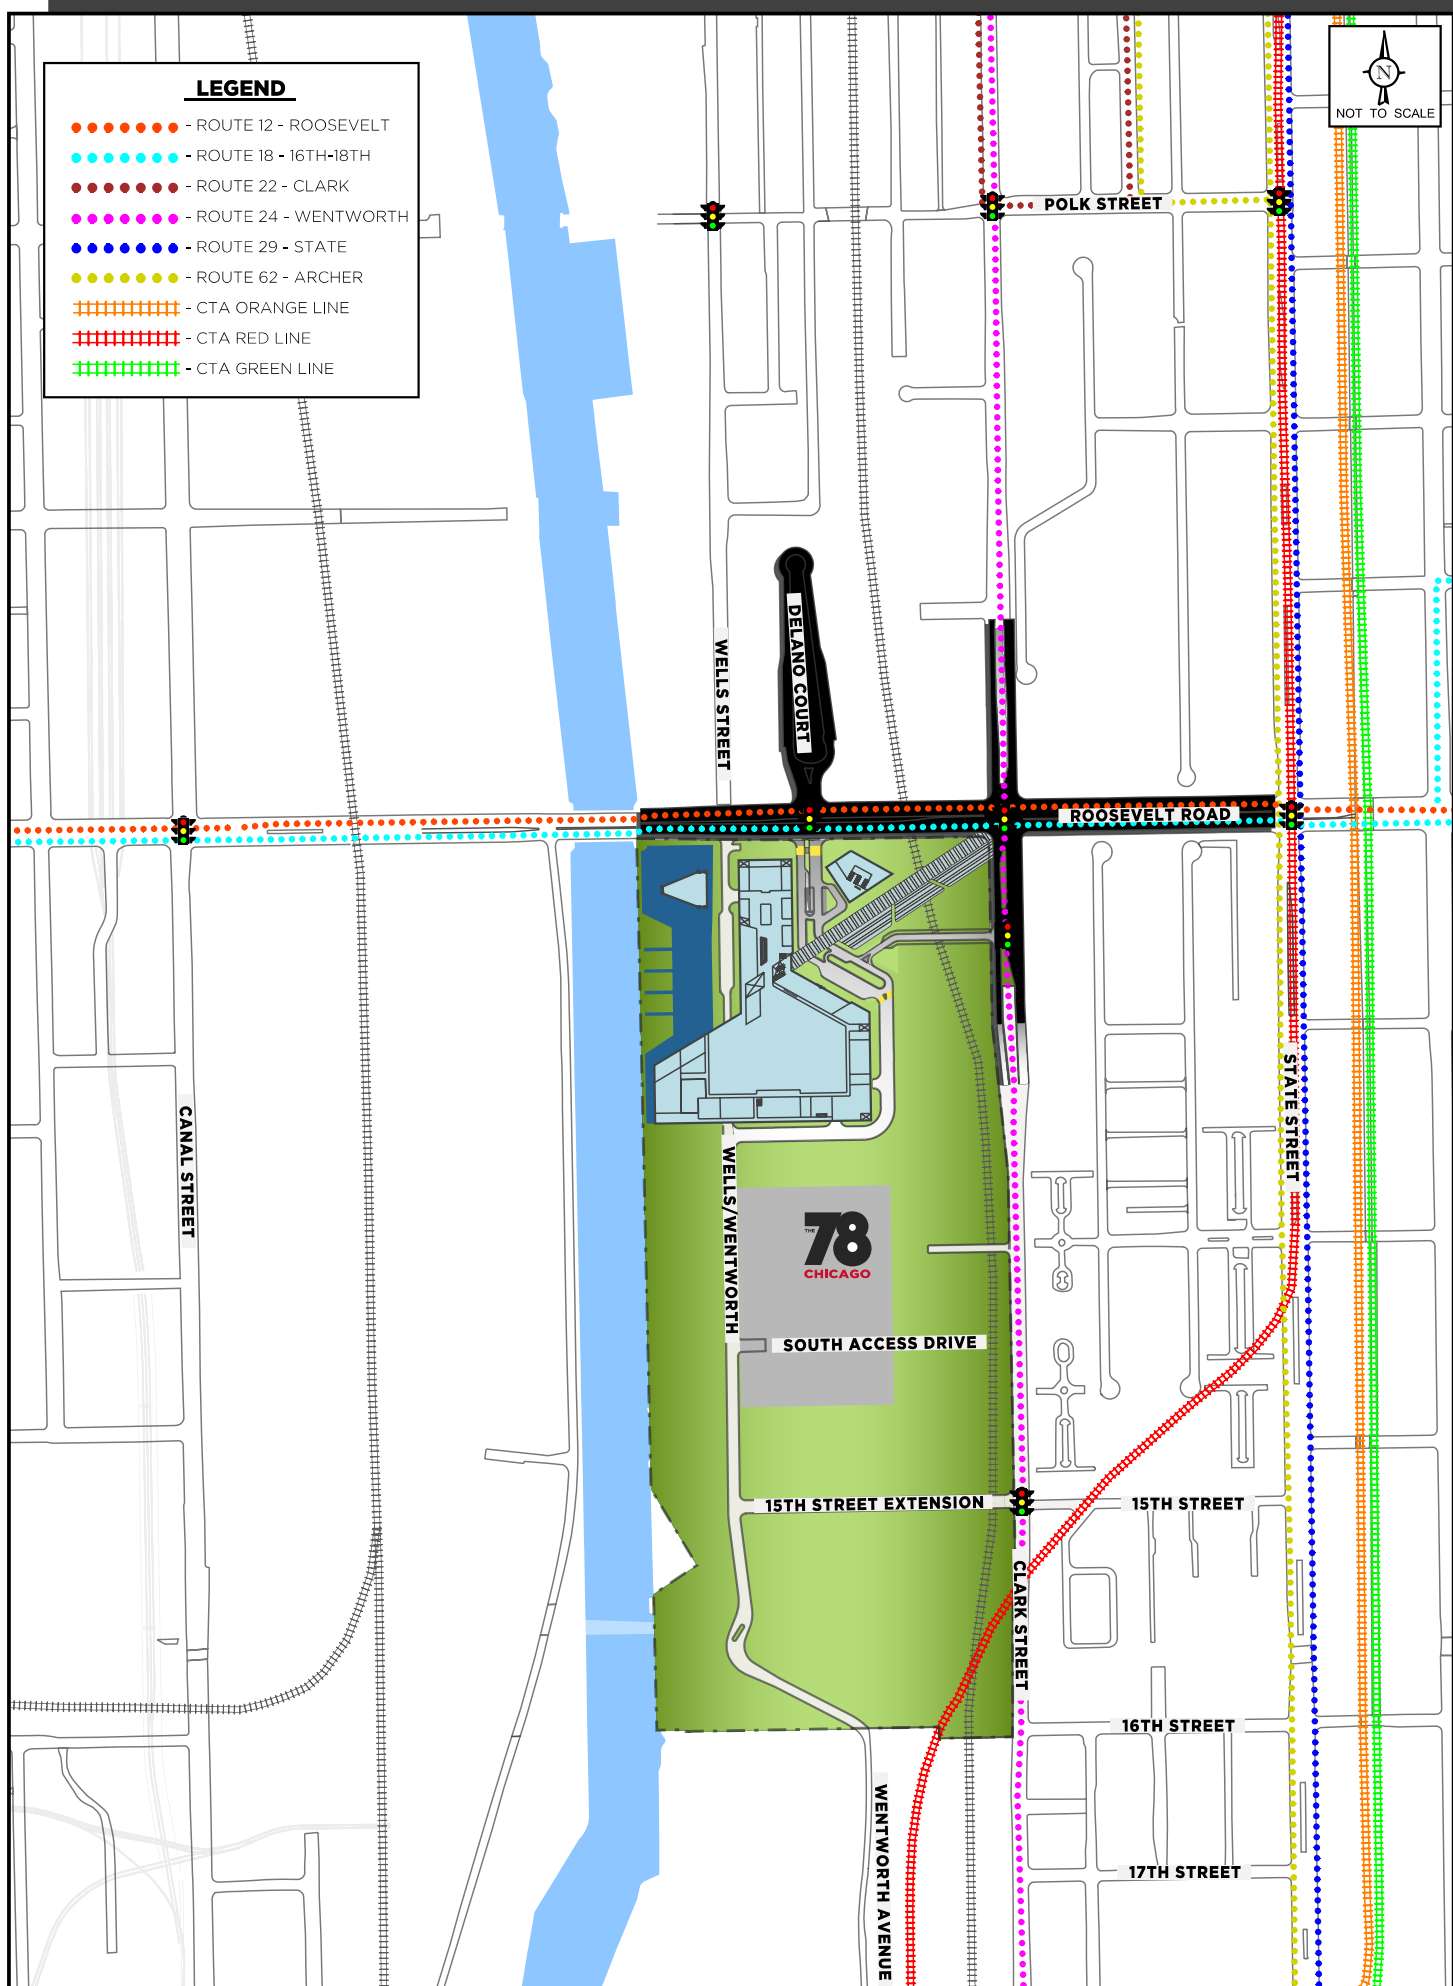 LEGEND
- ROUTE 12 - ROOSEVELT
- ROUTE 18 - 16TH-18TH
- ROUTE 22 - CLARK
- ROUTE 24 - WENTWORTH
- ROUTE 29 - STATE
- ROUTE 62 - ARCHER
- CTA ORANGE LINE
- CTA RED LINE
- CTA GREEN LINE
N
NOT TO SCALE
POLK STREET
DELANO COURT
WELLS STREET
ROOSEVELT ROAD
STATE STREET
CANAL STREET
WELLS/WENTWORTH
THE
78
CHICAGO
SOUTH ACCESS DRIVE
15TH STREET EXTENSION
15TH STREET
CLARK STREET
16TH STREET
WENTWORTH AVENUE
17TH STREET